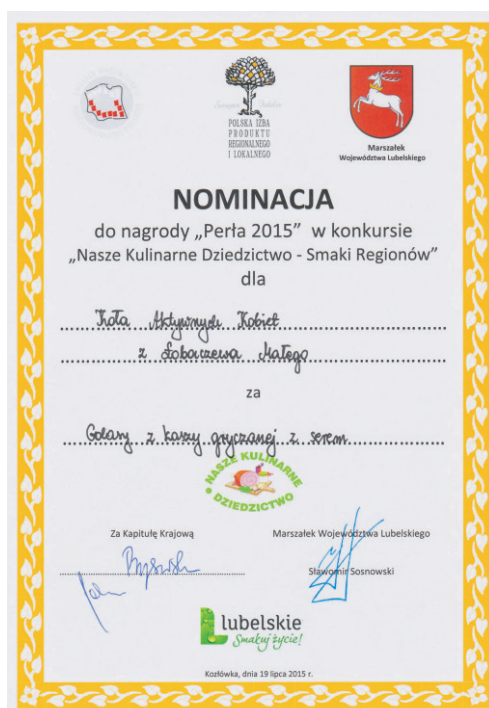 POLSKA IZBA
PRODUKTU
REGIONALNEGO
I LOKALNEGO
Marszałek
Województwa Lubelskiego
NOMINACJA
do nagrody „Perła 2015” w konkursie
„Nasze Kulinarne Dziedzictwo - Smaki Regionów”
dla
Koła Aktywnych Kobiet
z Łobaczewa Małego
za
Gołasy z kaszy gryczanej z serem
NASZE KULINARNE
DZIEDZICTWO
Za Kapitułę Krajową
Marszałek Województwa Lubelskiego
Sławomir Sosnowski
lubelskie
Smakuj życie!
Kozłówka, dnia 19 lipca 2015 r.